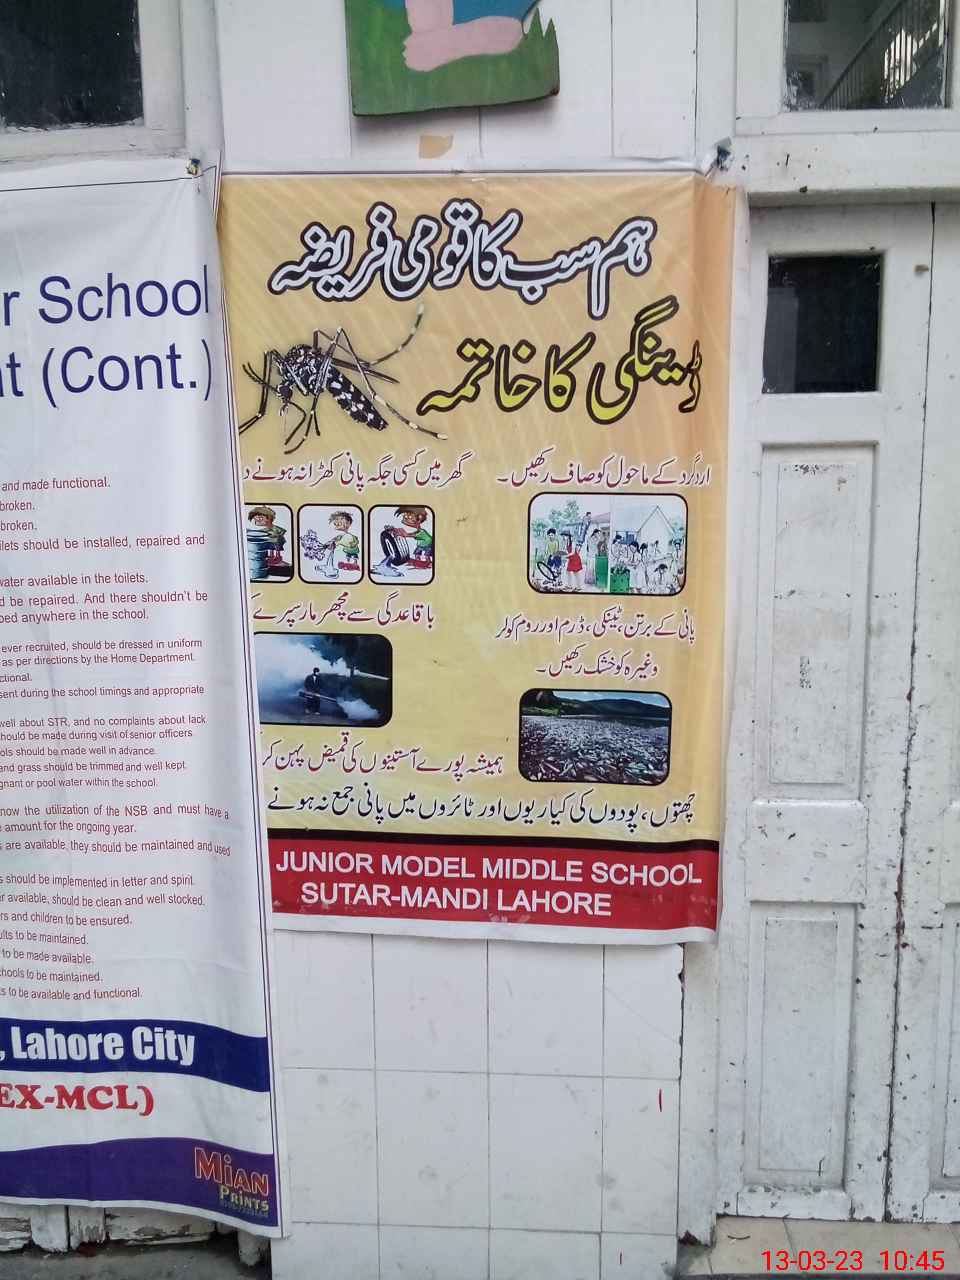 r School
t (Cont.)
and made functional.
broken.
broken.
ilets should be installed, repaired and
water available in the toilets.
d be repaired. And there shouldn't be
ped anywhere in the school.
ever recruited, should be dressed in uniform
as per directions by the Home Department.
ctional.
sent during the school timings and appropriate
well about STR, and no complaints about lack
should be made during visit of senior officers.
ols should be made well in advance.
and grass should be trimmed and well kept.
gnant or pool water within the school.
now the utilization of the NSB and must have a
amount for the ongoing year.
s are available, they should be maintained and used
s should be implemented in letter and spirit.
r available, should be clean and well stocked.
rs and children to be ensured.
ults to be maintained.
to be made available.
chools to be maintained.
s to be available and functional.
, Lahore City
EX-MCL)
Mian
Prints
ہم سب کا قومی فریضہ
ڈینگی کا خاتمہ
اردگرد کے ماحول کو صاف رکھیں۔
گھر میں کسی جگہ پانی کھڑا نہ ہونے د
پانی کے برتن، ٹینکی، ڈرم اور روم کولر
وغیرہ کو خشک رکھیں۔
باقاعدگی سے مچھر مار سپرے
ہمیشہ پورے آستینوں کی قمیض پہن کر
چھتوں، پودوں کی کیاریوں اور ٹائروں میں پانی جمع نہ ہونے
JUNIOR MODEL MIDDLE SCHOOL
SUTAR-MANDI LAHORE
13-03-23 10:45